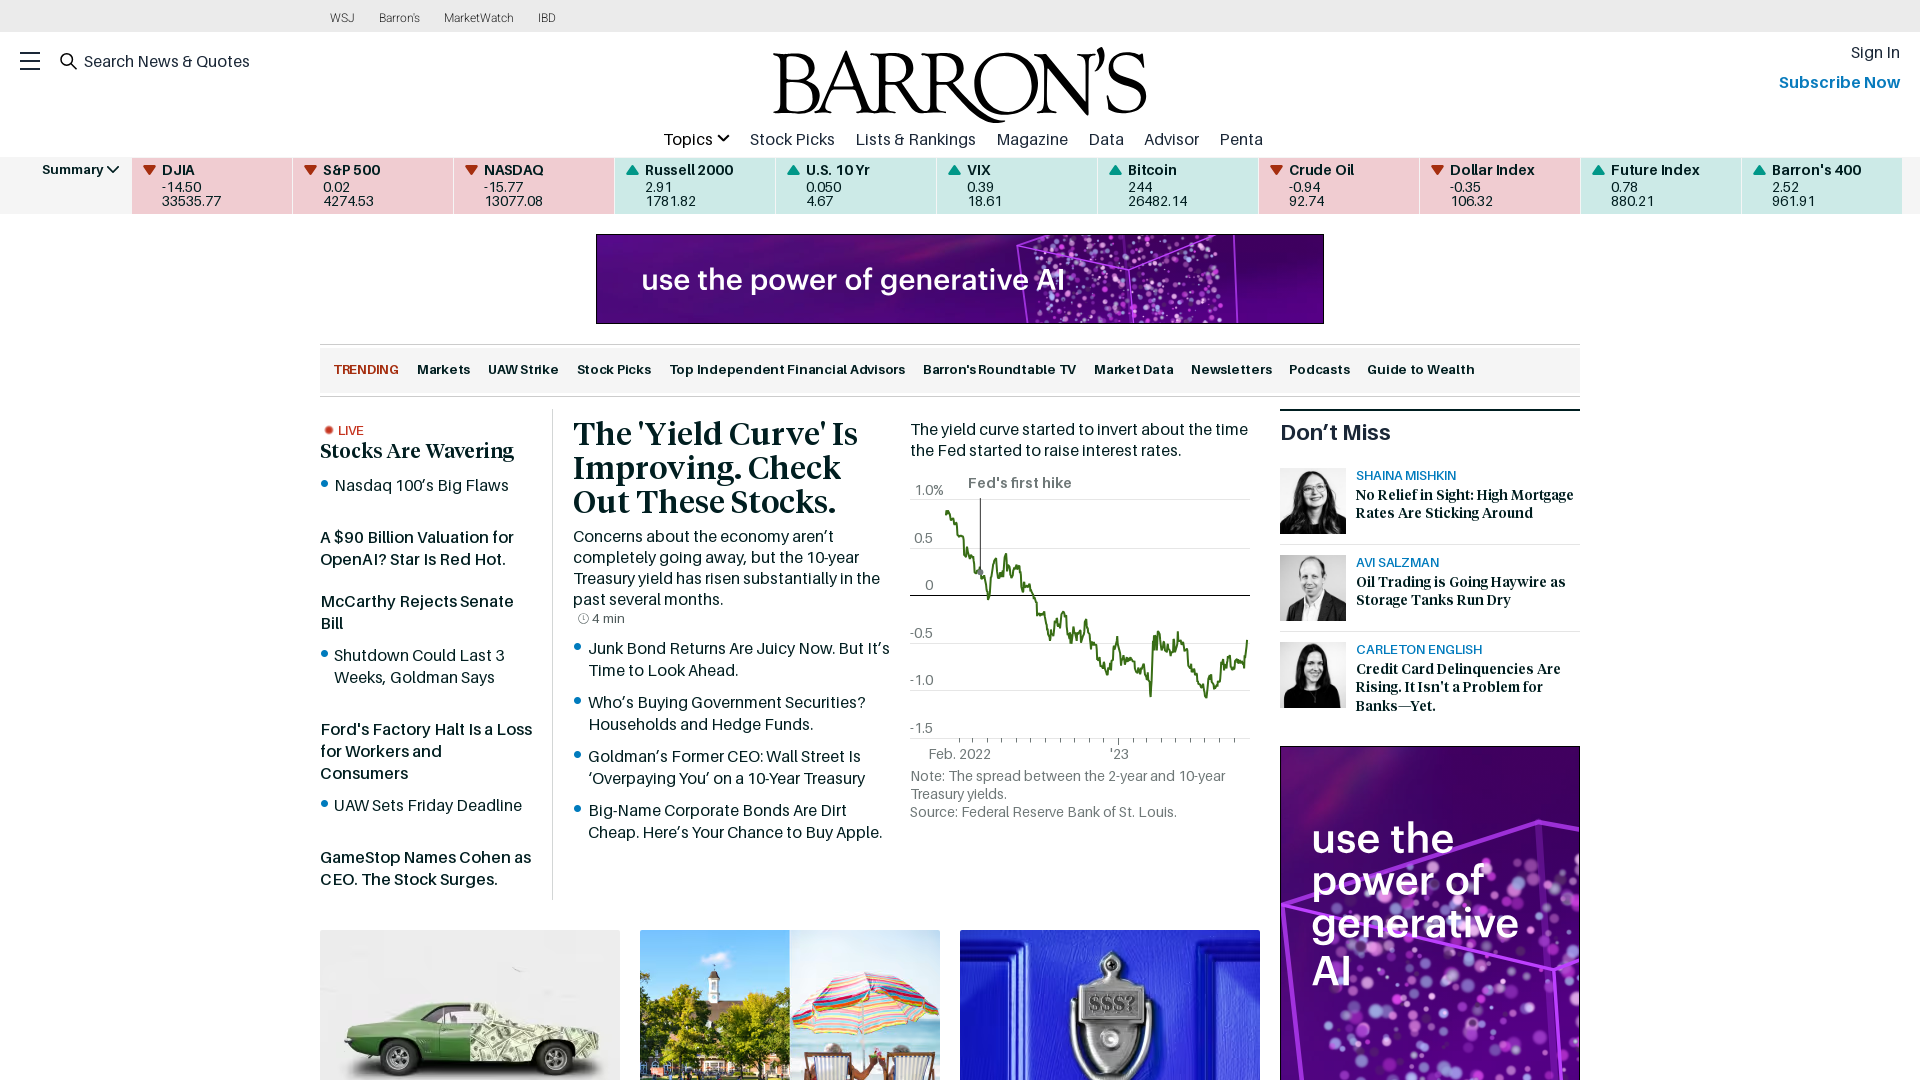 WSJ
Barron's
MarketWatch
IBD
Search News & Quotes
BARRON'S
Sign In
Subscribe Now
Topics
Stock Picks
Lists & Rankings
Magazine
Data
Advisor
Penta
Summary
DJIA
-14.50
33535.77
S&P 500
0.02
4274.53
NASDAQ
-15.77
13077.08
Russell 2000
2.91
1781.82
U.S. 10 Yr
0.050
4.67
VIX
0.39
18.61
Bitcoin
244
26482.14
Crude Oil
-0.94
92.74
Dollar Index
-0.35
106.32
Future Index
0.78
880.21
Barron's 400
2.52
961.91
use the power of generative AI
TRENDING
Markets
UAW Strike
Stock Picks
Top Independent Financial Advisors
Barron's Roundtable TV
Market Data
Newsletters
Podcasts
Guide to Wealth
LIVE
Stocks Are Wavering
Nasdaq 100’s Big Flaws
A $90 Billion Valuation for
OpenAI? Star Is Red Hot.
McCarthy Rejects Senate
Bill
Shutdown Could Last 3
Weeks, Goldman Says
Ford's Factory Halt Is a Loss
for Workers and
Consumers
UAW Sets Friday Deadline
GameStop Names Cohen as
CEO. The Stock Surges.
The 'Yield Curve' Is
Improving. Check
Out These Stocks.
Concerns about the economy aren’t
completely going away, but the 10-year
Treasury yield has risen substantially in the
past several months.
4 min
Junk Bond Returns Are Juicy Now. But It’s
Time to Look Ahead.
Who’s Buying Government Securities?
Households and Hedge Funds.
Goldman’s Former CEO: Wall Street Is
‘Overpaying You’ on a 10-Year Treasury
Big-Name Corporate Bonds Are Dirt
Cheap. Here’s Your Chance to Buy Apple.
The yield curve started to invert about the time
the Fed started to raise interest rates.
Fed's first hike
1.0%
0.5
0
-0.5
-1.0
-1.5
Feb. 2022
'23
Note: The spread between the 2-year and 10-year
Treasury yields.
Source: Federal Reserve Bank of St. Louis.
Don’t Miss
SHAINA MISHKIN
No Relief in Sight: High Mortgage
Rates Are Sticking Around
AVI SALZMAN
Oil Trading is Going Haywire as
Storage Tanks Run Dry
CARLETON ENGLISH
Credit Card Delinquencies Are
Rising. It Isn’t a Problem for
Banks—Yet.
use the
power of
generative
AI
$$$?